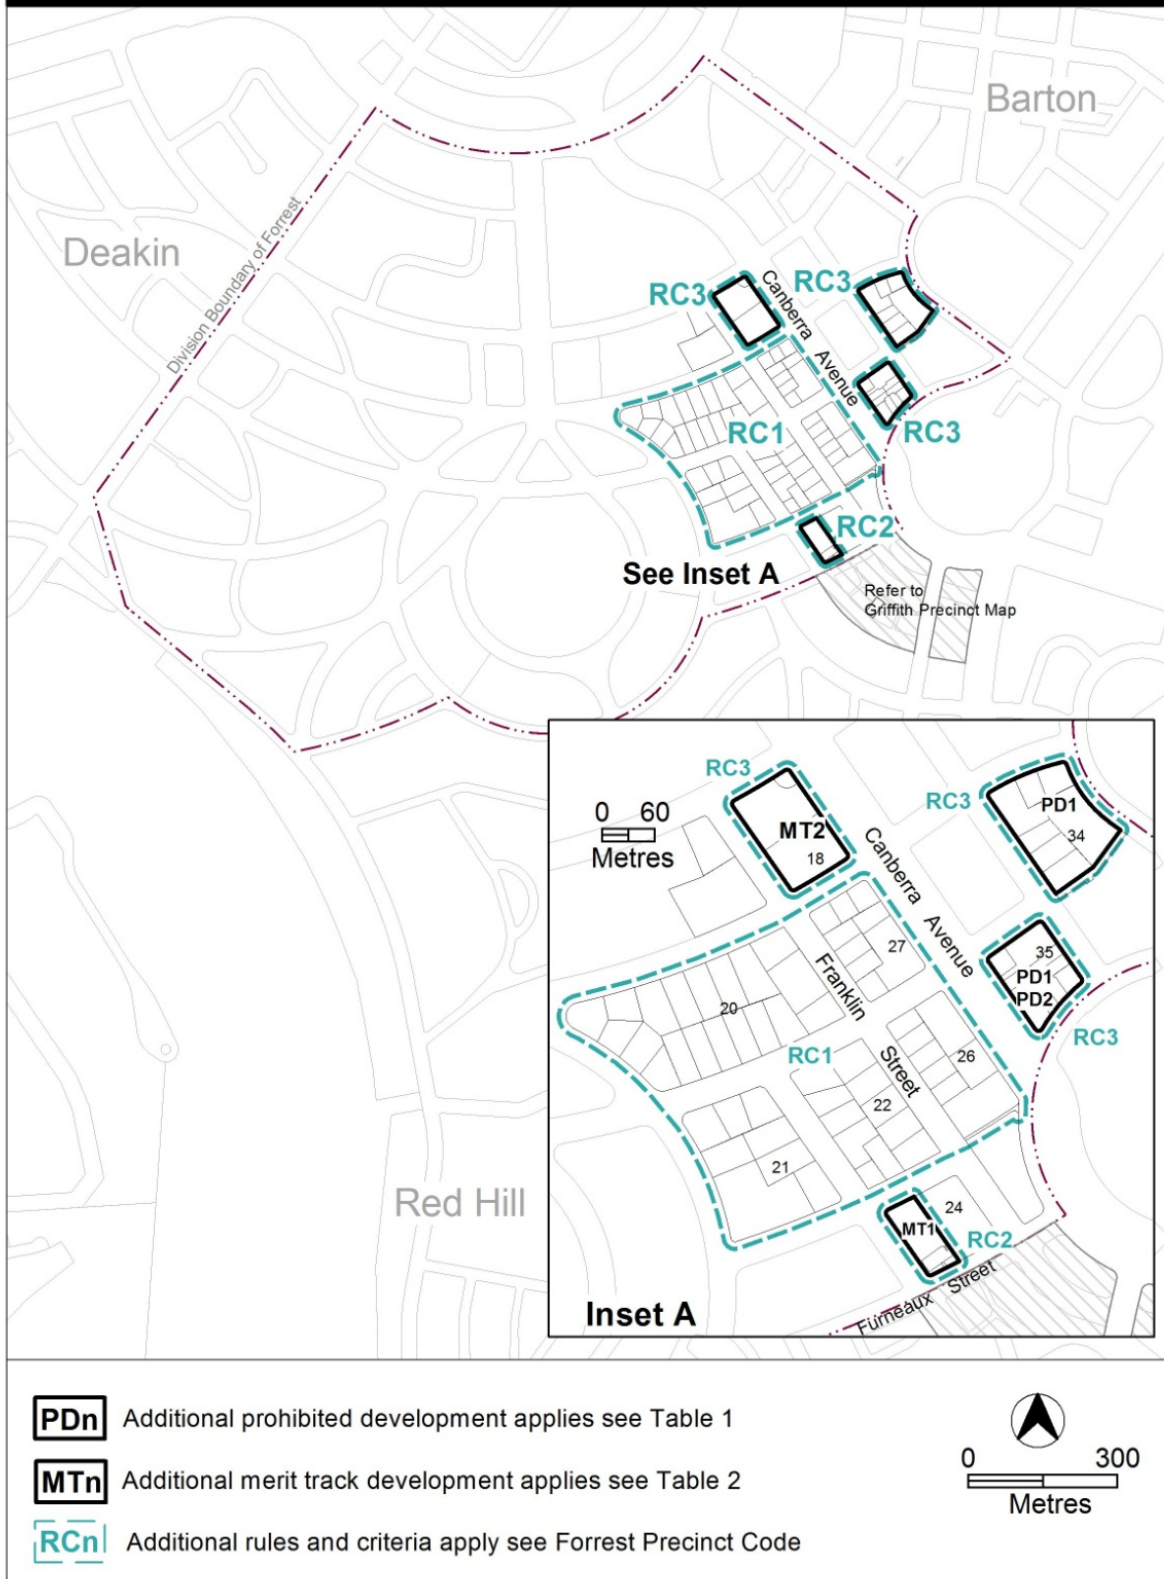 Barton
Deakin
Division Boundary of Forrest
RC3
Canberra Avenue
RC3
RC3
RC1
RC2
See Inset A
Refer to
Griffith Precinct Map
Red Hill
RC3
0 60
Metres
MT2
18
Canberra Avenue
RC3
PD1
34
35
PD1
PD2
RC3
27
Franklin Street
20
RC1
26
22
21
24
MT1
RC2
Furneaux Street
Inset A
PDn Additional prohibited development applies see Table 1
MTn Additional merit track development applies see Table 2
RCn Additional rules and criteria apply see Forrest Precinct Code
0 300
Metres